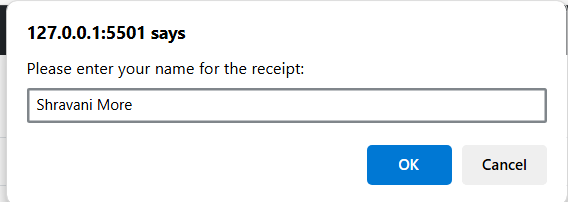 127.0.0.1:5501 says
Please enter your name for the receipt:
Shravani More
OK
Cancel